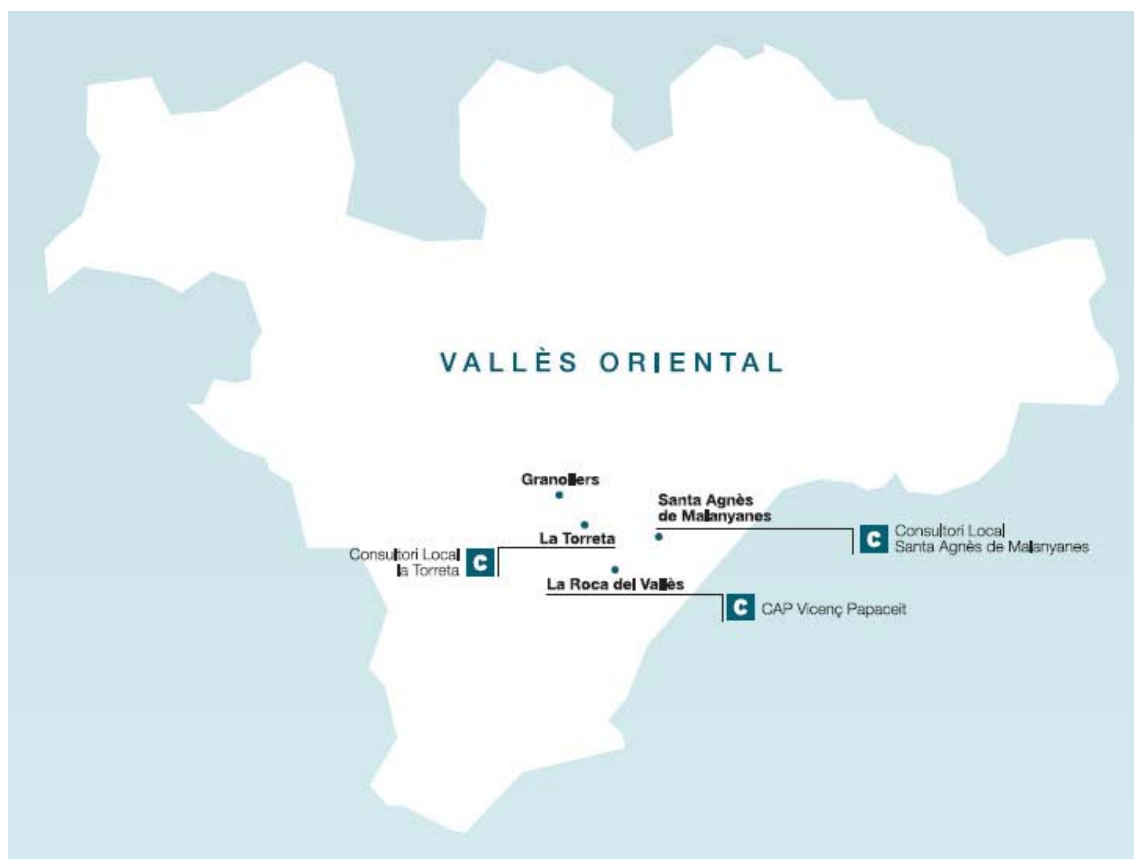 VALLÈS ORIENTAL
Granollers
Santa Agnès
de Malanyanes
La Torreta
C
Consultori Local
la Torreta
C
Consultori Local
Santa Agnès de Malanyanes
La Roca del Vallès
C
CAP Vicenç Papaceit